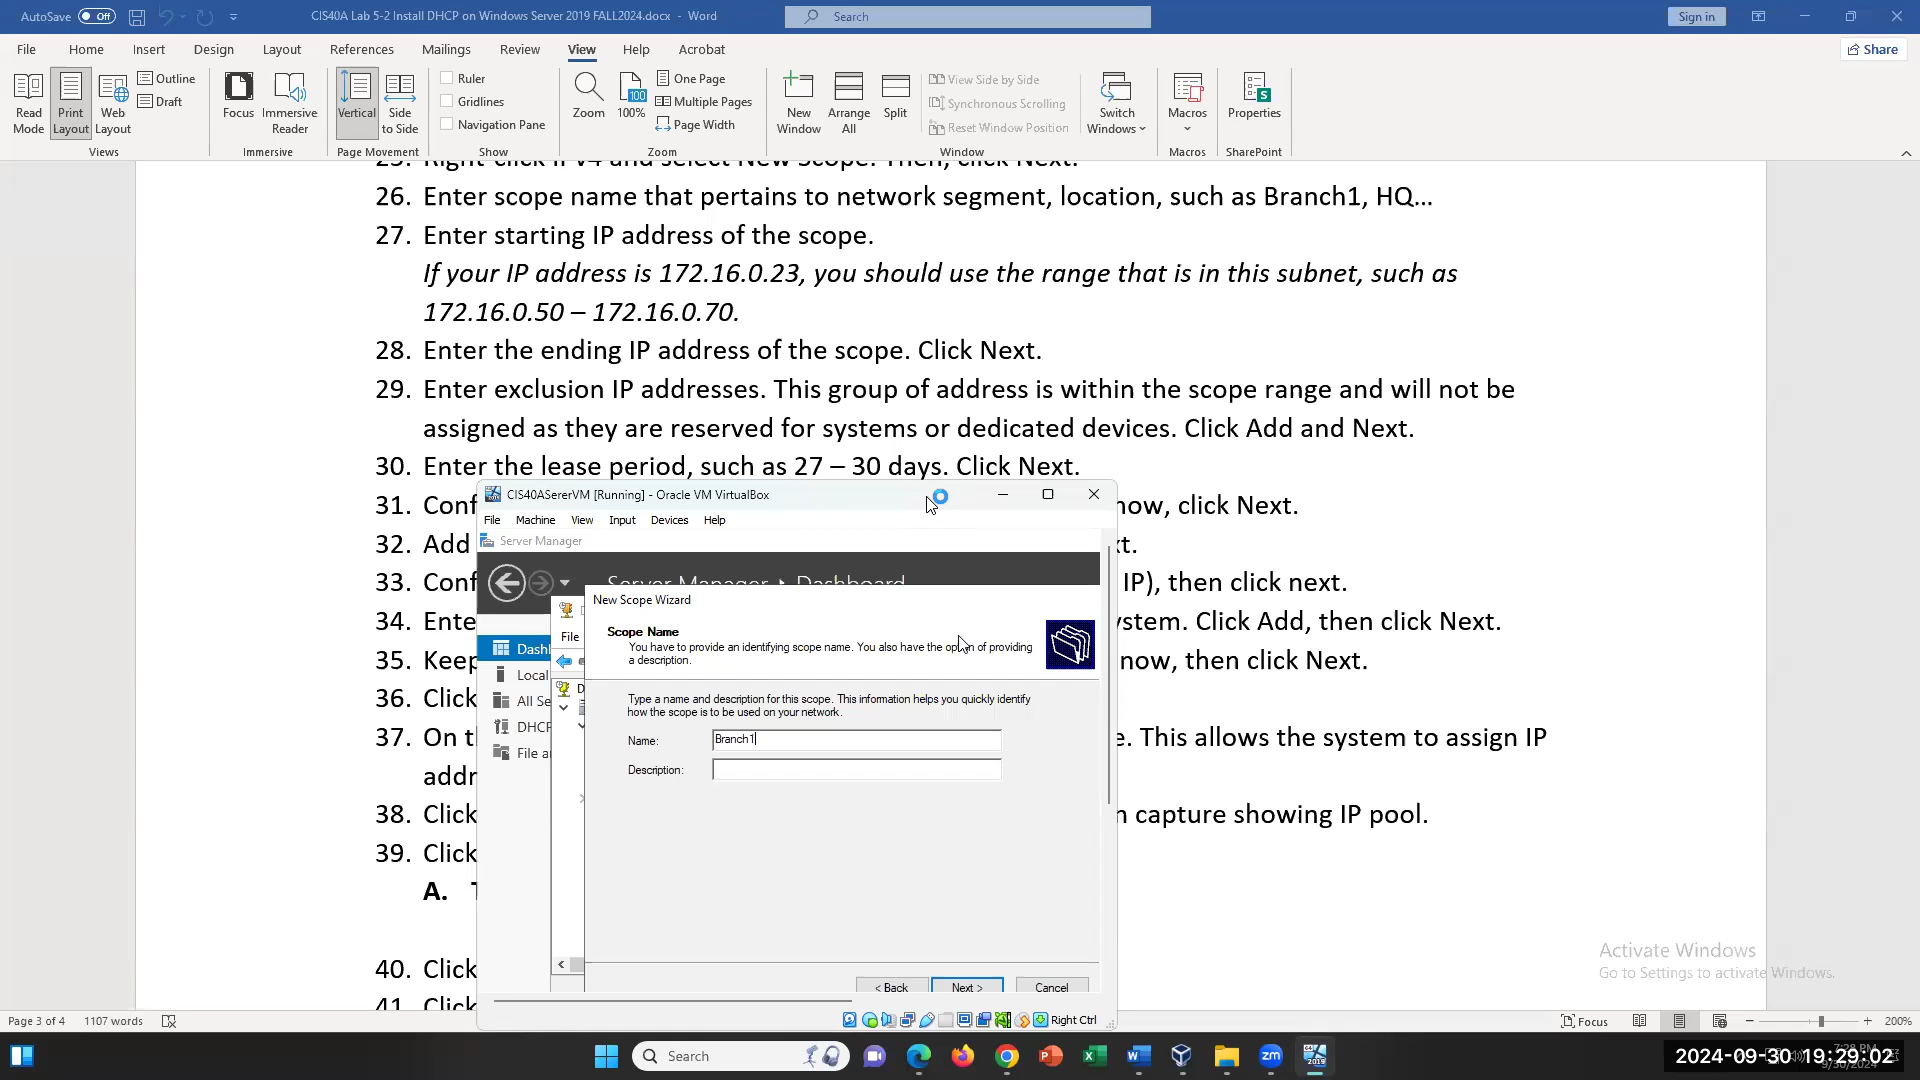 AutoSave Off
CIS40A Lab 5-2 Install DHCP on Windows Server 2019 FALL2024.docx - Word
Search
Sign in
File Home Insert Design Layout References Mailings Review View Help Acrobat
Share
Read Mode
Print Layout
Web Layout
Outline
Draft
Views
Focus
Immersive Reader
Immersive
Vertical
Side to Side
Page Movement
Ruler
Gridlines
Navigation Pane
Show
Zoom
100
100%
One Page
Multiple Pages
Page Width
Zoom
New Window
Arrange All
Split
View Side by Side
Synchronous Scrolling
Reset Window Position
Switch Windows
Window
Macros
Macros
Properties
SharePoint
26. Enter scope name that pertains to network segment, location, such as Branch1, HQ…
27. Enter starting IP address of the scope.
If your IP address is 172.16.0.23, you should use the range that is in this subnet, such as
172.16.0.50 – 172.16.0.70.
28. Enter the ending IP address of the scope. Click Next.
29. Enter exclusion IP addresses. This group of address is within the scope range and will not be
assigned as they are reserved for systems or dedicated devices. Click Add and Next.
30. Enter the lease period, such as 27 – 30 days. Click Next.
31. Conf
now, click Next.
32. Add
xt.
33. Conf
IP), then click next.
34. Ente
ystem. Click Add, then click Next.
35. Keep
now, then click Next.
36. Click
37. On t
e. This allows the system to assign IP
addr
38. Click
n capture showing IP pool.
39. Click
A.
40. Click
41. Click
CIS40ASererVM [Running] - Oracle VM VirtualBox
File Machine View Input Devices Help
Server Manager
Server Manager Dashboard
Dashb
Local
All Se
DHCP
File a
File
D
New Scope Wizard
Scope Name
You have to provide an identifying scope name. You also have the option of providing
a description.
Type a name and description for this scope. This information helps you quickly identify
how the scope is to be used on your network.
Name: Branch1
Description:
< Back Next > Cancel
Right Ctrl
Activate Windows
Go to Settings to activate Windows.
Page 3 of 4 1107 words
Focus
200%
Search
zm
2019
2024-09-30 19:29:02